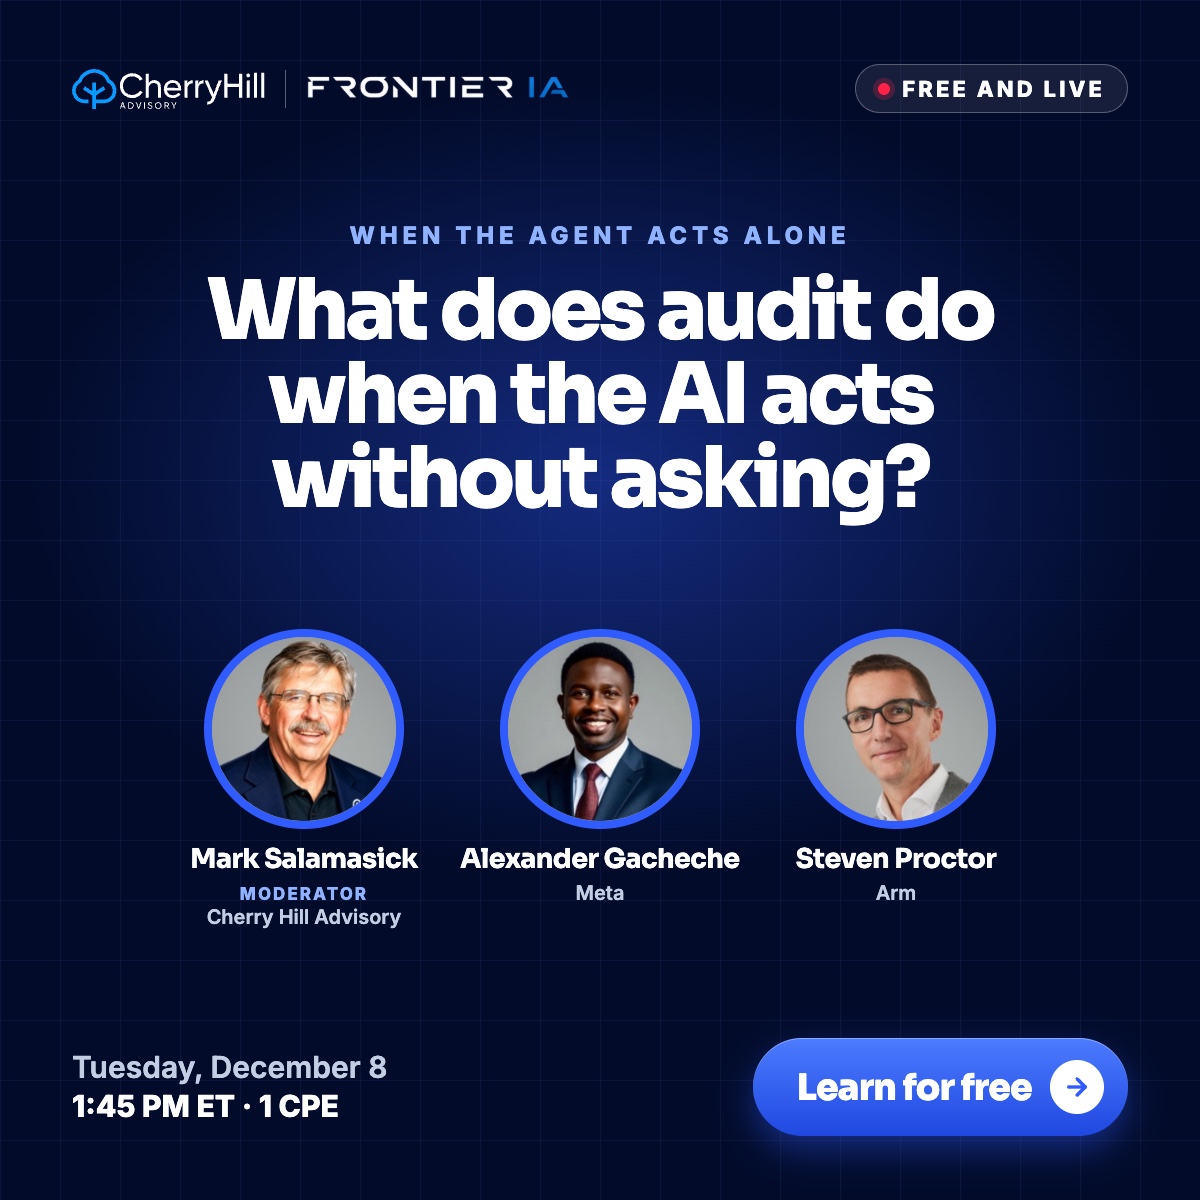 CherryHill
ADVISORY
FRONTIER IA
FREE AND LIVE
WHEN THE AGENT ACTS ALONE
What does audit do
when the AI acts
without asking?
Mark Salamasick
MODERATOR
Cherry Hill Advisory
Alexander Gacheche
Meta
Steven Proctor
Arm
Tuesday, December 8
1:45 PM ET · 1 CPE
Learn for free